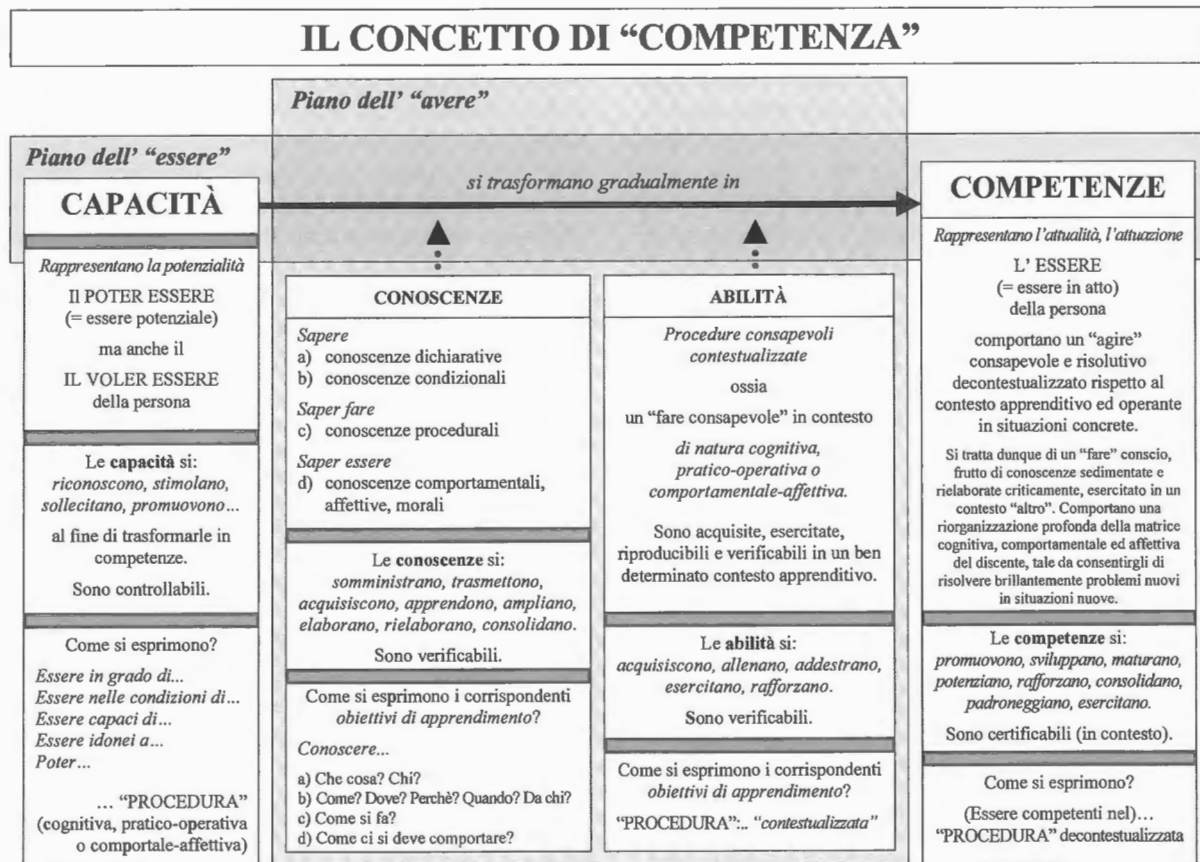 IL CONCETTO DI “COMPETENZA”
Piano dell’ “avere”
Piano dell’ “essere”
si trasformano gradualmente in
CAPACITÀ
Rappresentano la potenzialità
Il POTER ESSERE
(= essere potenziale)
ma anche il
IL VOLER ESSERE
della persona
Le capacità si:
riconoscono, stimolano,
sollecitano, promuovono…
al fine di trasformarle in
competenze.
Sono controllabili.
Come si esprimono?
Essere in grado di...
Essere nelle condizioni di...
Essere capaci di...
Essere idonei a...
Poter...
… “PROCEDURA”
(cognitiva, pratico-operativa
o comportale-affettiva)
CONOSCENZE
Sapere
a) conoscenze dichiarative
b) conoscenze condizionali
Saper fare
c) conoscenze procedurali
Saper essere
d) conoscenze comportamentali,
affettive, morali
Le conoscenze si:
somministrano, trasmettono,
acquisiscono, apprendono, ampliano,
elaborano, rielaborano, consolidano.
Sono verificabili.
Come si esprimono i corrispondenti
obiettivi di apprendimento?
Conoscere...
a) Che cosa? Chi?
b) Come? Dove? Perchè? Quando? Da chi?
c) Come si fa?
d) Come ci si deve comportare?
ABILITÀ
Procedure consapevoli
contestualizzate
ossia
un “fare consapevole” in contesto
di natura cognitiva,
pratico-operativa o
comportamentale-affettiva.
Sono acquisite, esercitate,
riproducibili e verificabili in un ben
determinato contesto apprenditivo.
Le abilità si:
acquisiscono, allenano, addestrano,
esercitano, rafforzano.
Sono verificabili.
Come si esprimono i corrispondenti
obiettivi di apprendimento?
“PROCEDURA”:.. “contestualizzata”
COMPETENZE
Rappresentano l’attualità, l’attuazione
L’ ESSERE
(= essere in atto)
della persona
comportano un “agire”
consapevole e risolutivo
decontestualizzato rispetto al
contesto apprenditivo ed operante
in situazioni concrete.
Si tratta dunque di un “fare” conscio,
frutto di conoscenze sedimentate e
rielaborate criticamente, esercitato in un
contesto “altro”. Comportano una
riorganizzazione profonda della matrice
cognitiva, comportamentale ed affettiva
del discente, tale da consentirgli di
risolvere brillantemente problemi nuovi
in situazioni nuove.
Le competenze si:
promuovono, sviluppano, maturano,
potenziano, rafforzano, consolidano,
padroneggiano, esercitano.
Sono certificabili (in contesto).
Come si esprimono?
(Essere competenti nel)…
“PROCEDURA” decontestualizzata